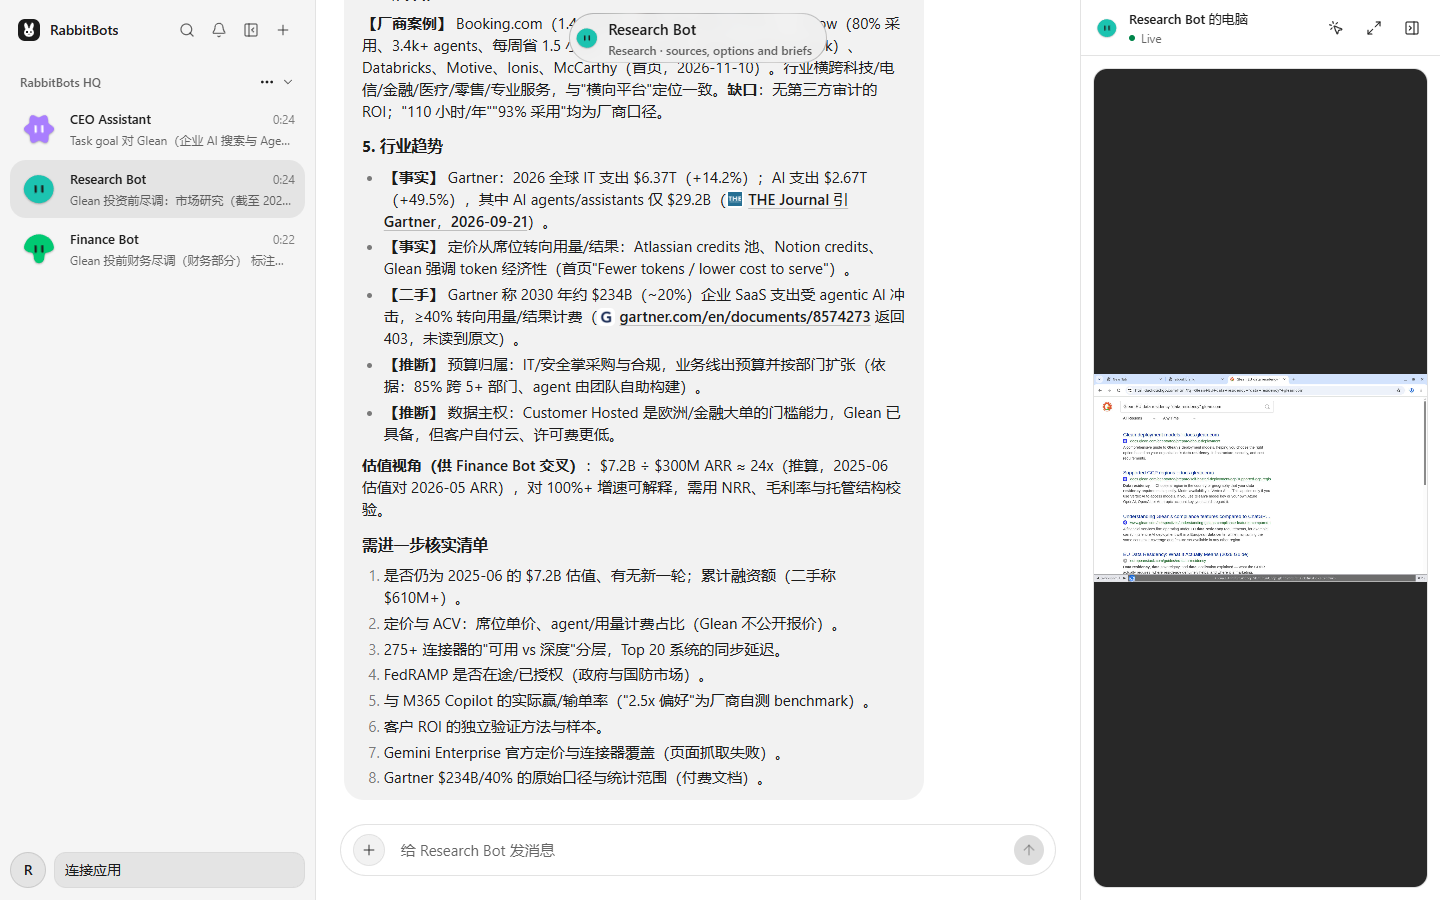 RabbitBots
RabbitBots HQ
CEO Assistant
0:24
Task goal 对 Glean（企业 AI 搜索与 Age...
Research Bot
0:24
Glean 投资前尽调：市场研究（截至 202...
Finance Bot
0:22
Glean 投前财务尽调（财务部分） 标注...
R
连接应用
Research Bot
Research · sources, options and briefs
【厂商案例】 Booking.com（1.4
ow（80% 采
用、3.4k+ agents、每周省 1.5
k）、
Databricks、Motive、Ionis、McCarthy（首页，2026-11-10）。行业横跨科技/电
信/金融/医疗/零售/专业服务，与"横向平台"定位一致。缺口：无第三方审计的
ROI；"110 小时/年""93% 采用"均为厂商口径。
5. 行业趋势
【事实】 Gartner：2026 全球 IT 支出 $6.37T（+14.2%）；AI 支出 $2.67T
（+49.5%），其中 AI agents/assistants 仅 $29.2B（ THE THE Journal 引
Gartner，2026-09-21）。
【事实】 定价从席位转向用量/结果：Atlassian credits 池、Notion credits、
Glean 强调 token 经济性（首页"Fewer tokens / lower cost to serve"）。
【二手】 Gartner 称 2030 年约 $234B（~20%）企业 SaaS 支出受 agentic AI 冲
击，≥40% 转向用量/结果计费（ G gartner.com/en/documents/8574273 返回
403，未读到原文）。
【推断】 预算归属：IT/安全掌采购与合规，业务线出预算并按部门扩张（依
据：85% 跨 5+ 部门、agent 由团队自助构建）。
【推断】 数据主权：Customer Hosted 是欧洲/金融大单的门槛能力，Glean 已
具备，但客户自付云、许可费更低。
估值视角（供 Finance Bot 交叉）：$7.2B ÷ $300M ARR ≈ 24x（推算，2025-06
估值对 2026-05 ARR），对 100%+ 增速可解释，需用 NRR、毛利率与托管结构校
验。
需进一步核实清单
1. 是否仍为 2025-06 的 $7.2B 估值、有无新一轮；累计融资额（二手称
$610M+）。
2. 定价与 ACV：席位单价、agent/用量计费占比（Glean 不公开报价）。
3. 275+ 连接器的"可用 vs 深度"分层，Top 20 系统的同步延迟。
4. FedRAMP 是否在途/已授权（政府与国防市场）。
5. 与 M365 Copilot 的实际赢/输单率（"2.5x 偏好"为厂商自测 benchmark）。
6. 客户 ROI 的独立验证方法与样本。
7. Gemini Enterprise 官方定价与连接器覆盖（页面抓取失败）。
8. Gartner $234B/40% 的原始口径与统计范围（付费文档）。
给 Research Bot 发消息
Research Bot 的电脑
Live
Glean deployment models - docs.glean.com
Supported GCP regions - docs.glean.com
Understanding Glean's compliance features compared to ChatGP...